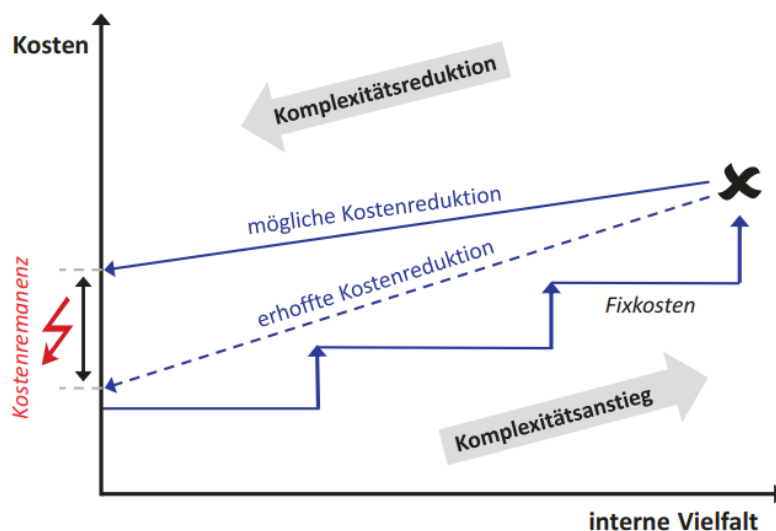 Kosten
Komplexitätsreduktion
mögliche Kostenreduktion
erhoffte Kostenreduktion
Kostenremanenz
Fixkosten
Komplexitätsanstieg
interne Vielfalt